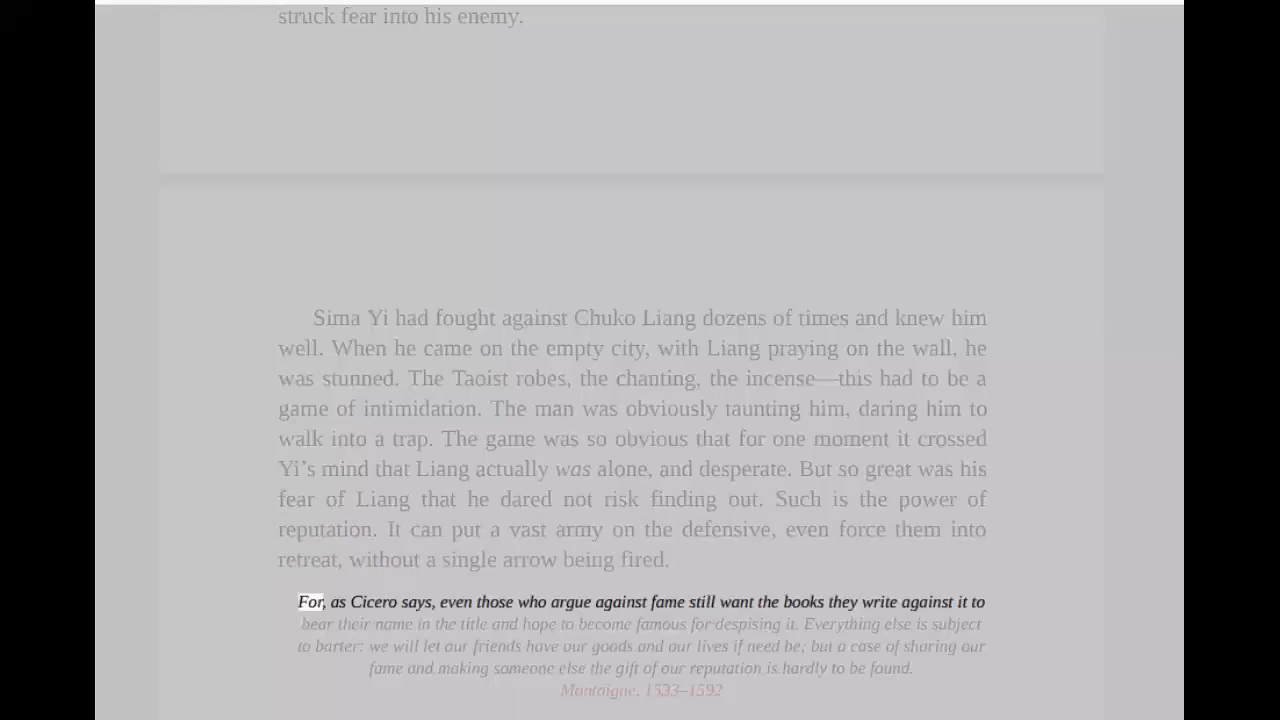 struck fear into his enemy.
Sima Yi had fought against Chuko Liang dozens of times and knew him
well. When he came on the empty city, with Liang praying on the wall, he
was stunned. The Taoist robes, the chanting, the incense—this had to be a
game of intimidation. The man was obviously taunting him, daring him to
walk into a trap. The game was so obvious that for one moment it crossed
Yi’s mind that Liang actually was alone, and desperate. But so great was his
fear of Liang that he dared not risk finding out. Such is the power of
reputation. It can put a vast army on the defensive, even force them into
retreat, without a single arrow being fired.
For, as Cicero says, even those who argue against fame still want the books they write against it to
bear their name in the title and hope to become famous for despising it. Everything else is subject
to barter: we will let our friends have our goods and our lives if need be; but a case of sharing our
fame and making someone else the gift of our reputation is hardly to be found.
Montaigne, 1533–1592